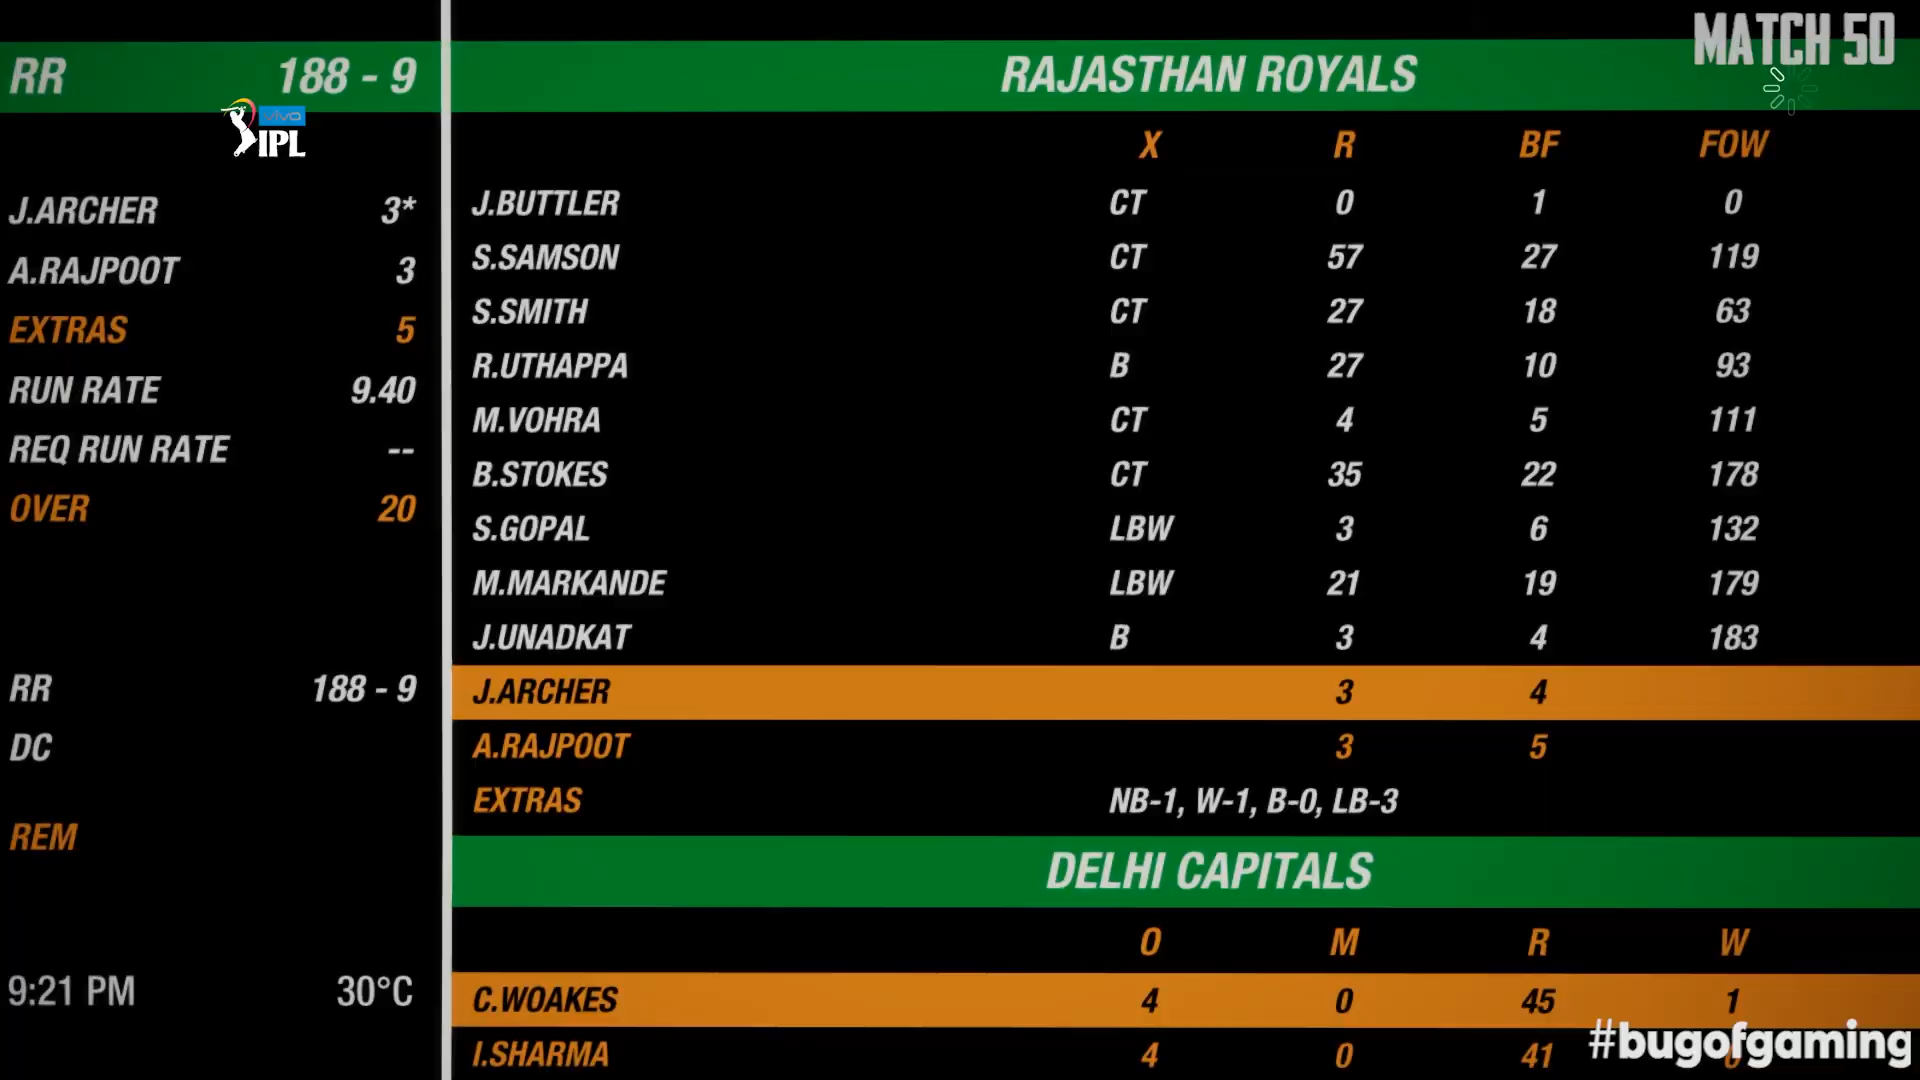 MATCH 50
RR 188 - 9
vivo
IPL
J.ARCHER 3*
A.RAJPOOT 3
EXTRAS 5
RUN RATE 9.40
REQ RUN RATE --
OVER 20
RR 188 - 9
DC
REM
9:21 PM 30°C
RAJASTHAN ROYALS
X R BF FOW
J.BUTTLER CT 0 1 0
S.SAMSON CT 57 27 119
S.SMITH CT 27 18 63
R.UTHAPPA B 27 10 93
M.VOHRA CT 4 5 111
B.STOKES CT 35 22 178
S.GOPAL LBW 3 6 132
M.MARKANDE LBW 21 19 179
J.UNADKAT B 3 4 183
J.ARCHER 3 4
A.RAJPOOT 3 5
EXTRAS NB-1, W-1, B-0, LB-3
DELHI CAPITALS
O M R W
C.WOAKES 4 0 45 1
I.SHARMA 4 0 41 0
#bugofgaming